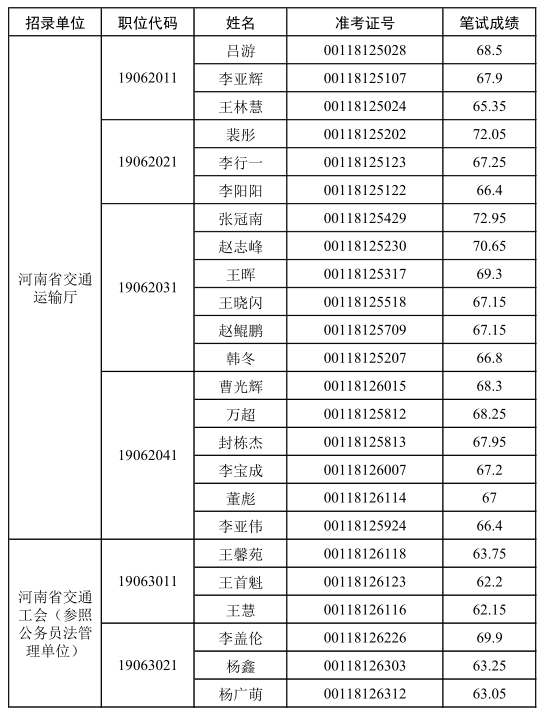 招录单位 职位代码 姓名 准考证号 笔试成绩
河南省交通
运输厅
19062011
吕游 00118125028 68.5
李亚辉 00118125107 67.9
王林慧 00118125024 65.35
19062021
裴彤 00118125202 72.05
李行一 00118125123 67.25
李阳阳 00118125122 66.4
19062031
张冠南 00118125429 72.95
赵志峰 00118125230 70.65
王晖 00118125317 69.3
王晓闪 00118125518 67.15
赵鲲鹏 00118125709 67.15
韩冬 00118125207 66.8
19062041
曹光辉 00118126015 68.3
万超 00118125812 68.25
封栋杰 00118125813 67.95
李宝成 00118126007 67.2
董彪 00118126114 67
李亚伟 00118125924 66.4
河南省交通
工会（参照
公务员法管
理单位）
19063011
王馨苑 00118126118 63.75
王首魁 00118126123 62.2
王慧 00118126116 62.15
19063021
李盖伦 00118126226 69.9
杨鑫 00118126303 63.25
杨广萌 00118126312 63.05